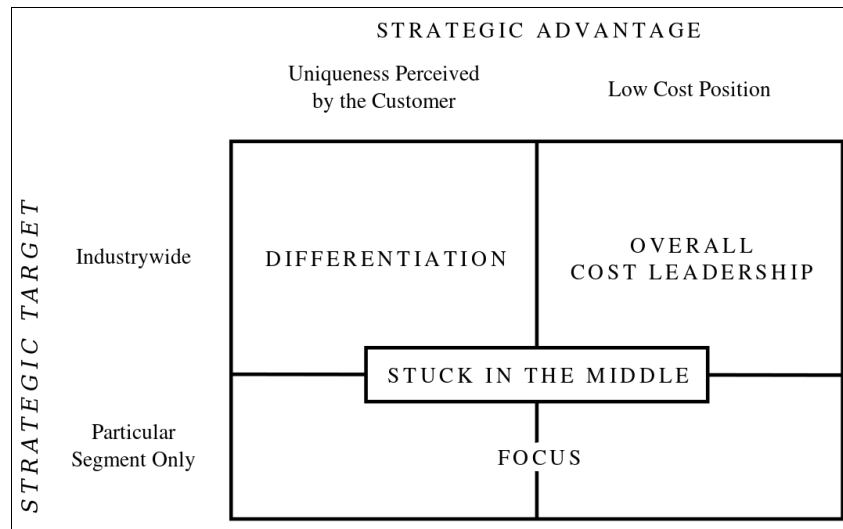 STRATEGIC ADVANTAGE
Uniqueness Perceived
by the Customer
Low Cost Position
STRATEGIC TARGET
Industrywide
DIFFERENTIATION
OVERALL
COST LEADERSHIP
STUCK IN THE MIDDLE
Particular
Segment Only
FOCUS